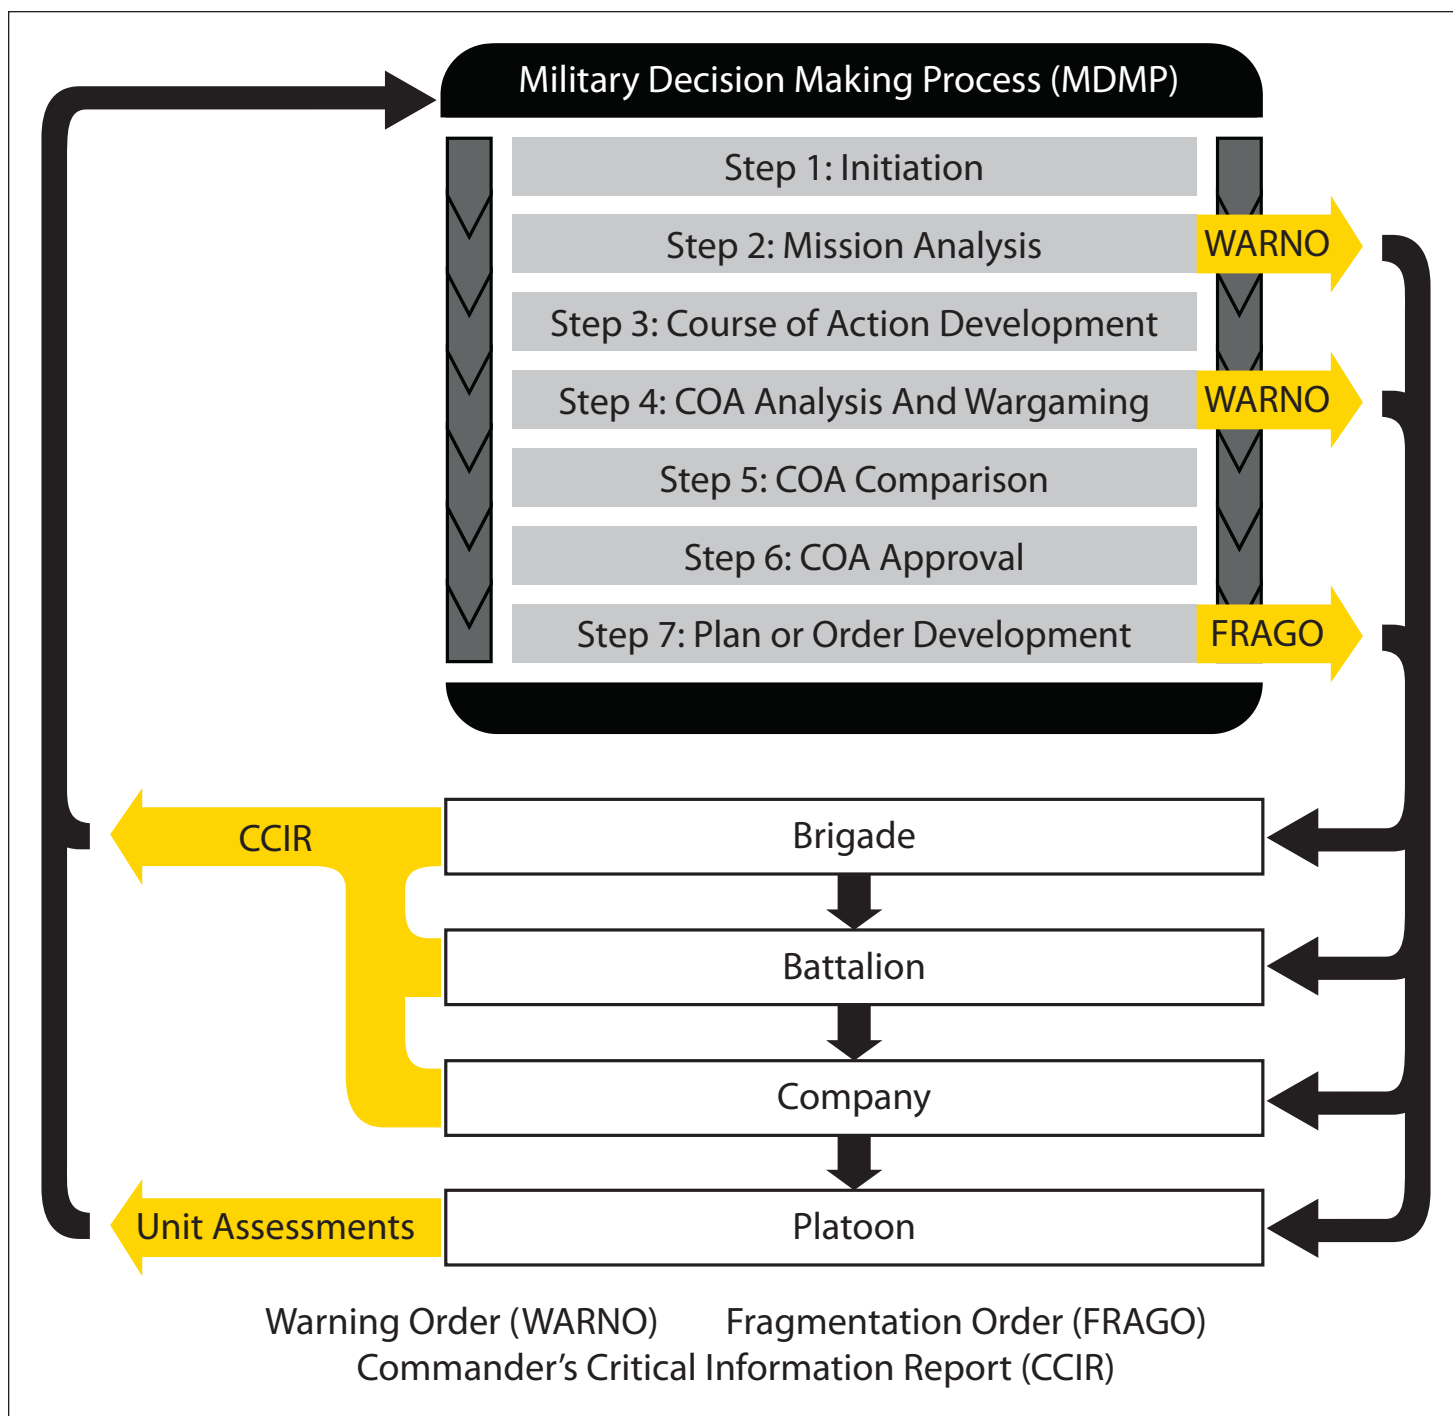 Military Decision Making Process (MDMP)
Step 1: Initiation
Step 2: Mission Analysis
WARNO
Step 3: Course of Action Development
Step 4: COA Analysis And Wargaming
WARNO
Step 5: COA Comparison
Step 6: COA Approval
Step 7: Plan or Order Development
FRAGO
CCIR
Brigade
Battalion
Company
Unit Assessments
Platoon
Warning Order (WARNO)
Fragmentation Order (FRAGO)
Commander’s Critical Information Report (CCIR)